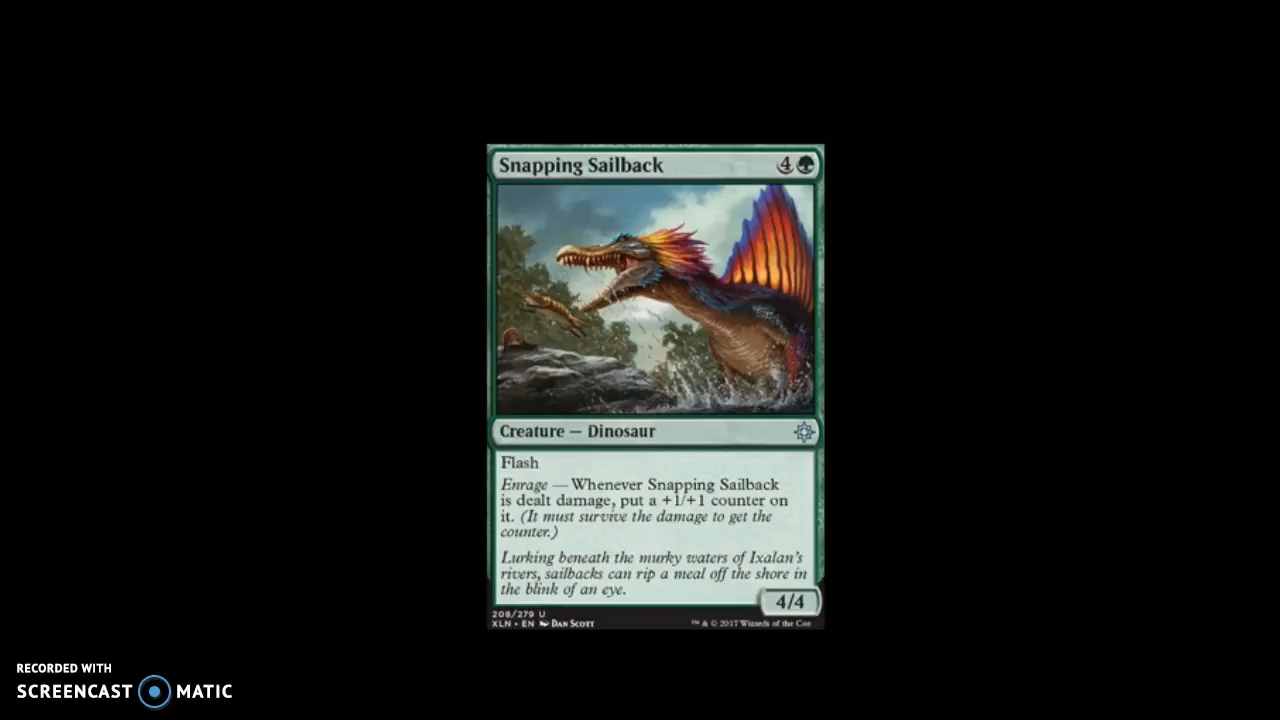 Snapping Sailback 4
Creature — Dinosaur
Flash
Enrage — Whenever Snapping Sailback
is dealt damage, put a +1/+1 counter on
it. (It must survive the damage to get the
counter.)
Lurking beneath the murky waters of Ixalan's
rivers, sailbacks can rip a meal off the shore in
the blink of an eye.
4/4
208/279 U
XLN • EN Dan Scott
™ & © 2017 Wizards of the Coc
RECORDED WITH
SCREENCAST MATIC